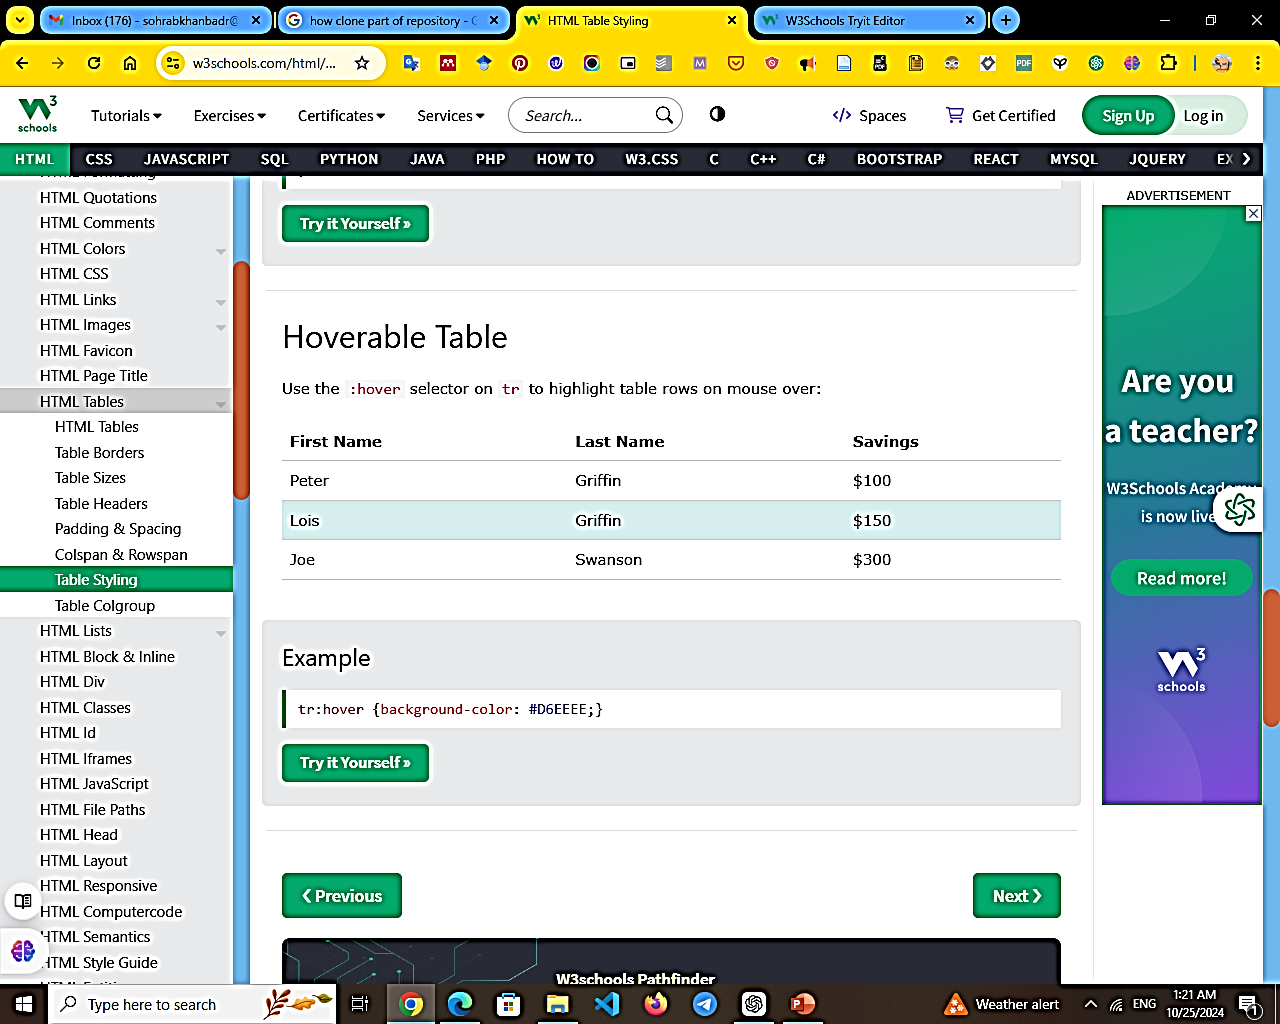 Inbox (176) - sohrabkhanbadr@
how clone part of repository -
HTML Table Styling
W3Schools Tryit Editor
w3schools.com/html/...
W3 schools
Tutorials
Exercises
Certificates
Services
Search...
Spaces
Get Certified
Sign Up
Log in
HTML CSS JAVASCRIPT SQL PYTHON JAVA PHP HOW TO W3.CSS C C++ C# BOOTSTRAP REACT MYSQL JQUERY EX
HTML Formatting
HTML Quotations
HTML Comments
HTML Colors
HTML CSS
HTML Links
HTML Images
HTML Favicon
HTML Page Title
HTML Tables
HTML Tables
Table Borders
Table Sizes
Table Headers
Padding & Spacing
Colspan & Rowspan
Table Styling
Table Colgroup
HTML Lists
HTML Block & Inline
HTML Div
HTML Classes
HTML Id
HTML Iframes
HTML JavaScript
HTML File Paths
HTML Head
HTML Layout
HTML Responsive
HTML Computercode
HTML Semantics
HTML Style Guide
Try it Yourself »
Hoverable Table
Use the :hover selector on tr to highlight table rows on mouse over:
First Name Last Name Savings
Peter Griffin $100
Lois Griffin $150
Joe Swanson $300
Example
tr:hover {background-color: #D6EEEE;}
Try it Yourself »
❮ Previous
Next ❯
W3schools Pathfinder
ADVERTISEMENT
Are you
a teacher?
W3Schools Academy
is now live
Read more!
W3 schools
PDF
Type here to search
Weather alert
ENG
1:21 AM
10/25/2024
1